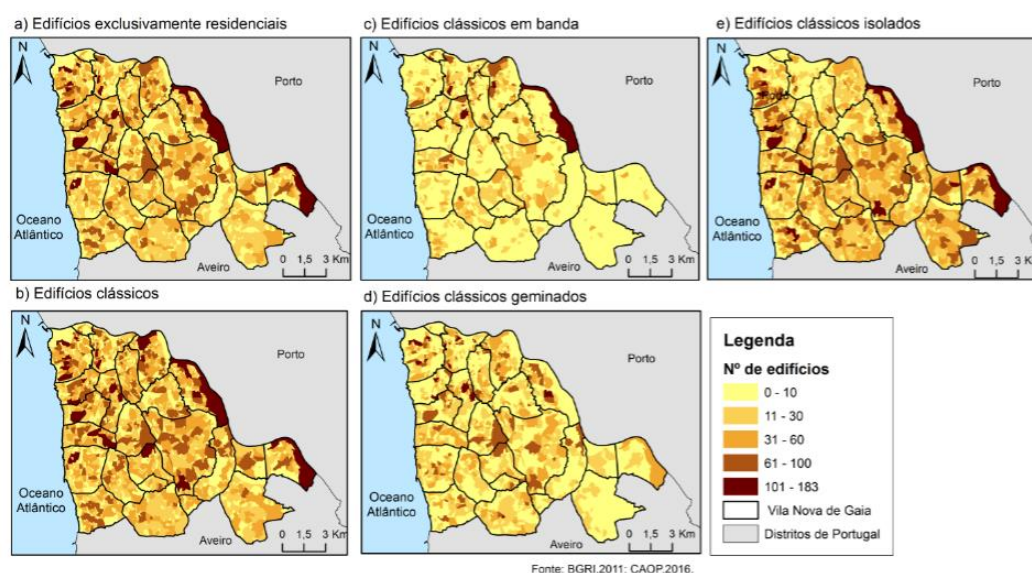 a) Edifícios exclusivamente residenciais
N
Porto
Oceano
Atlântico
Aveiro
0 1,5 3 Km
c) Edifícios clássicos em banda
N
Porto
Oceano
Atlântico
Aveiro
0 1,5 3 Km
e) Edifícios clássicos isolados
N
Porto
Oceano
Atlântico
Aveiro
0 1,5 3 Km
b) Edifícios clássicos
N
Porto
Oceano
Atlântico
Aveiro
0 1,5 3 Km
d) Edifícios clássicos geminados
N
Porto
Oceano
Atlântico
Aveiro
0 1,5 3 Km
Legenda
Nº de edifícios
0 - 10
11 - 30
31 - 60
61 - 100
101 - 183
Vila Nova de Gaia
Distritos de Portugal
Fonte: BGRI,2011; CAOP,2016.